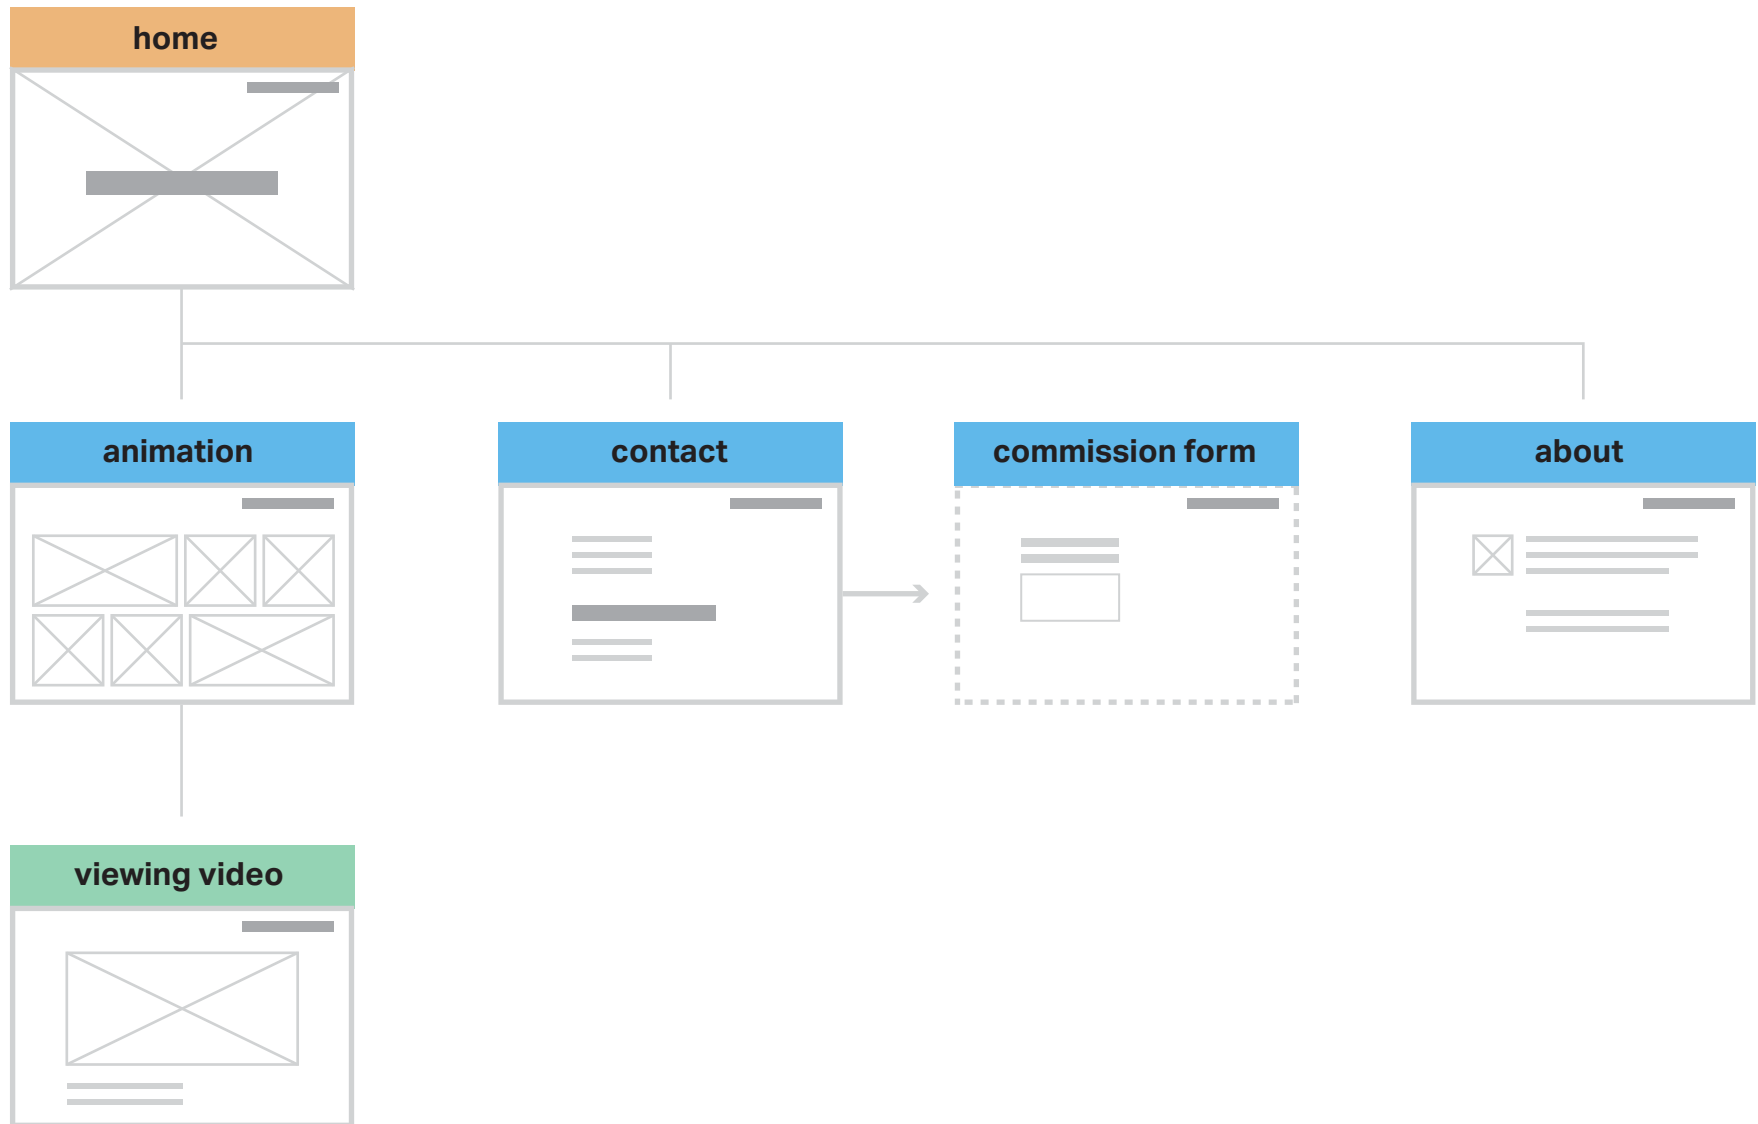 home
animation
contact
commission form
about
viewing video